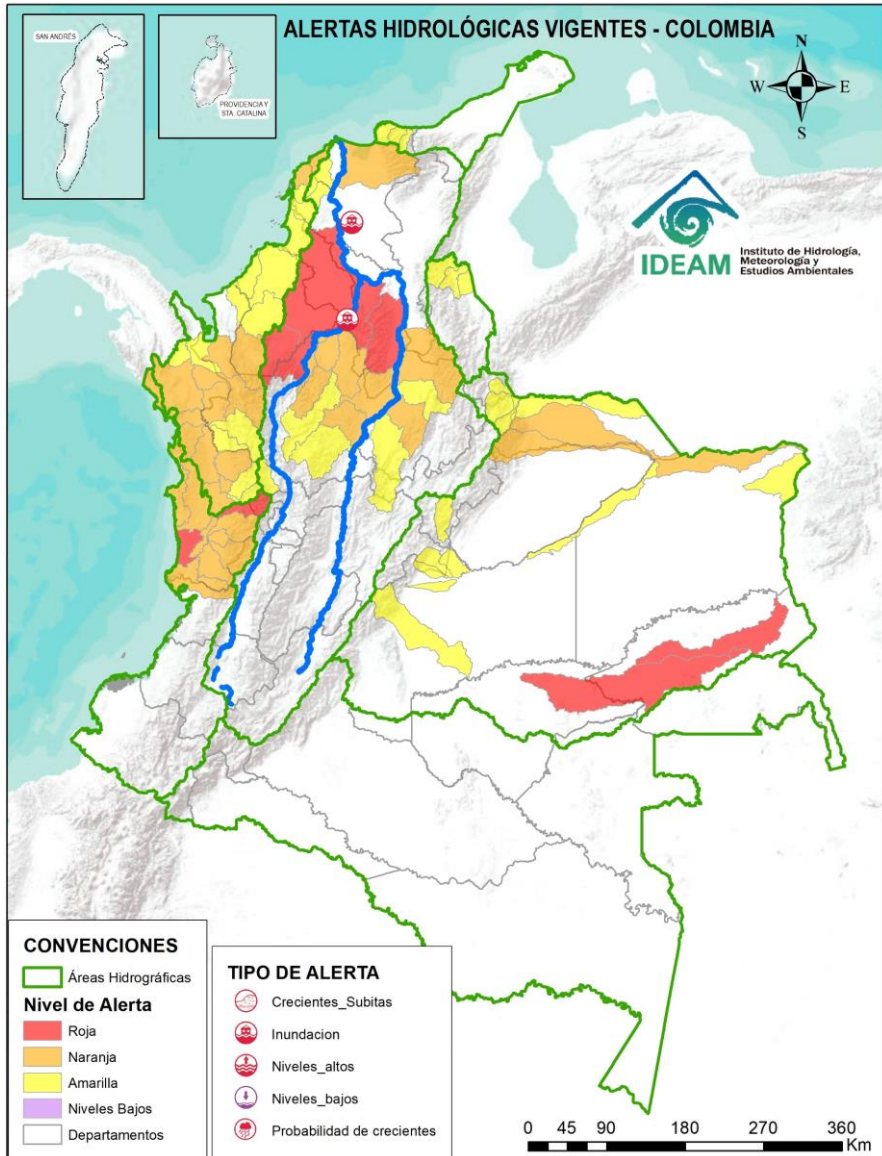 ALERTAS HIDROLÓGICAS VIGENTES - COLOMBIA
SAN ANDRÉS
PROVIDENCIA Y
STA. CATALINA
N
W
E
S
IDEAM
Instituto de Hidrología,
Meteorología y
Estudios Ambientales
CONVENCIONES
Áreas Hidrográficas
Nivel de Alerta
Roja
Naranja
Amarilla
Niveles Bajos
Departamentos
TIPO DE ALERTA
Crecientes_Subitas
Inundacion
Niveles_altos
Niveles_bajos
Probabilidad de crecientes
0 45 90 180 270 360
Km